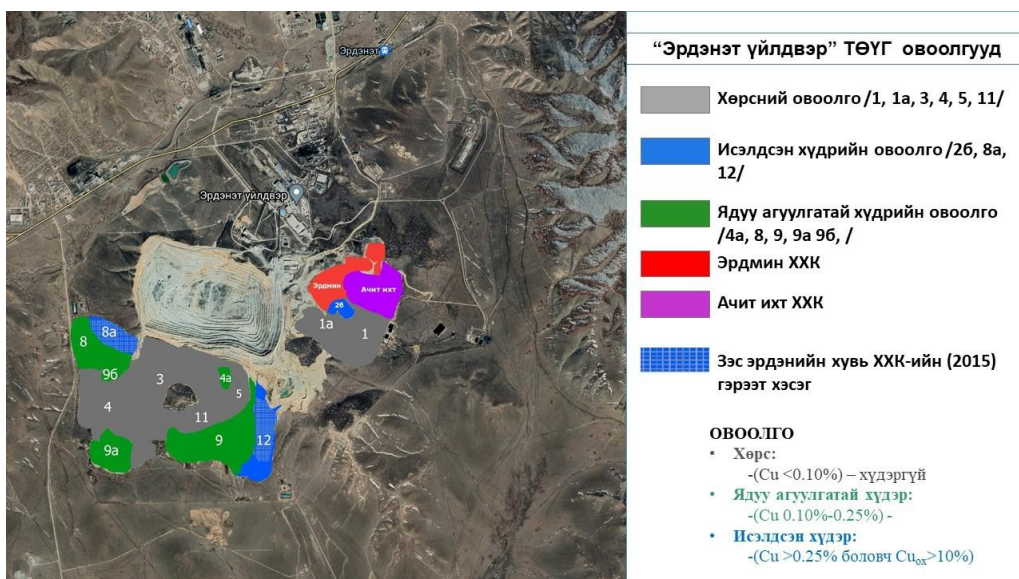 Эрдэнэт
Эрдэнэт үйлдвэр
Эрдмин
Ачит ихт
2б
1а
1
8
8а
9б
3
4а
5
4
11
9
12
9а
“Эрдэнэт үйлдвэр” ТӨҮГ овоолгууд
Хөрсний овоолго /1, 1а, 3, 4, 5, 11/
Исэлдсэн хүдрийн овоолго /2б, 8а,
12/
Ядуу агуулгатай хүдрийн овоолго
/4а, 8, 9, 9а 9б, /
Эрдмин ХХК
Ачит ихт ХХК
Зэс эрдэнийн хувь ХХК-ийн (2015)
гэрээт хэсэг
ОВООЛГО
• Хөрс:
-(Cu <0.10%) – хүдэргүй
• Ядуу агуулгатай хүдэр:
-(Cu 0.10%-0.25%) -
• Исэлдсэн хүдэр:
-(Cu >0.25% боловч Cuox>10%)